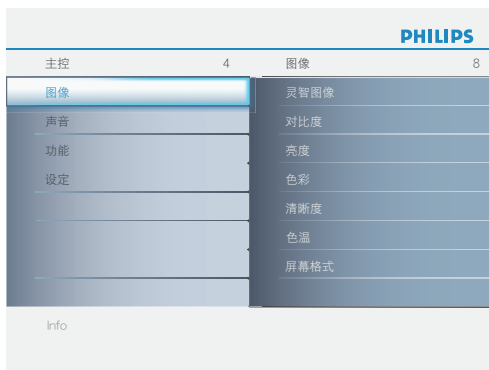 PHILIPS
主控 4 图像 8
图像 灵智图像
声音 对比度
功能 亮度
设定 色彩
清晰度
色温
屏幕格式
Info